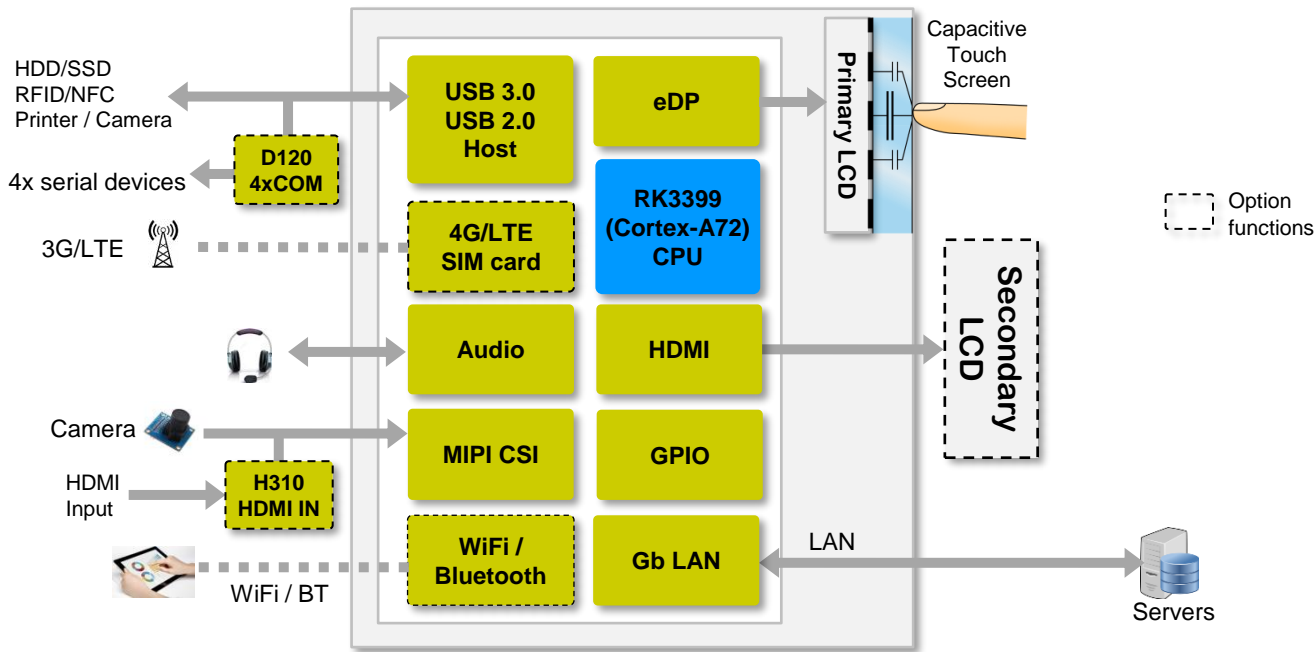 HDD/SSD
RFID/NFC
Printer / Camera
D120
4xCOM
4x serial devices
3G/LTE
Camera
HDMI
Input
H310
HDMI IN
WiFi / BT
USB 3.0
USB 2.0
Host
4G/LTE
SIM card
Audio
MIPI CSI
WiFi /
Bluetooth
eDP
RK3399
(Cortex-A72)
CPU
HDMI
GPIO
Gb LAN
Primary LCD
Capacitive
Touch
Screen
Secondary
LCD
LAN
Servers
Option
functions